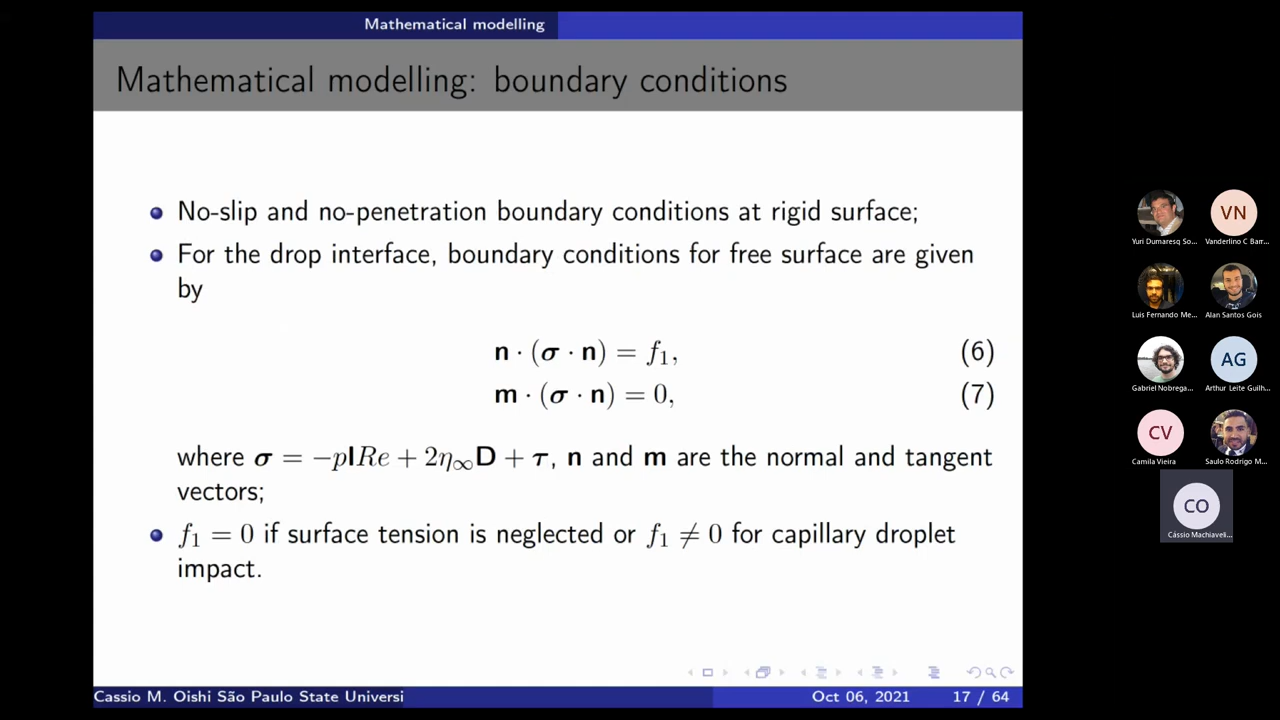 Mathematical modelling
Mathematical modelling: boundary conditions
No-slip and no-penetration boundary conditions at rigid surface;
For the drop interface, boundary conditions for free surface are given
by
n · (σ · n) = f₁, (6)
m · (σ · n) = 0, (7)
where σ = −pIRe + 2η∞D + τ, n and m are the normal and tangent
vectors;
f₁ = 0 if surface tension is neglected or f₁ ≠ 0 for capillary droplet
impact.
Cassio M. Oishi São Paulo State Universi Oct 06, 2021 17 / 64
Yuri Dumaresq So...
VN
Vanderlino C Barr...
Luis Fernando Me...
Alan Santos Gois
Gabriel Nobrega...
AG
Arthur Leite Guilh...
CV
Camila Vieira
Saulo Rodrigo M...
CO
Cássio Machiaveli...